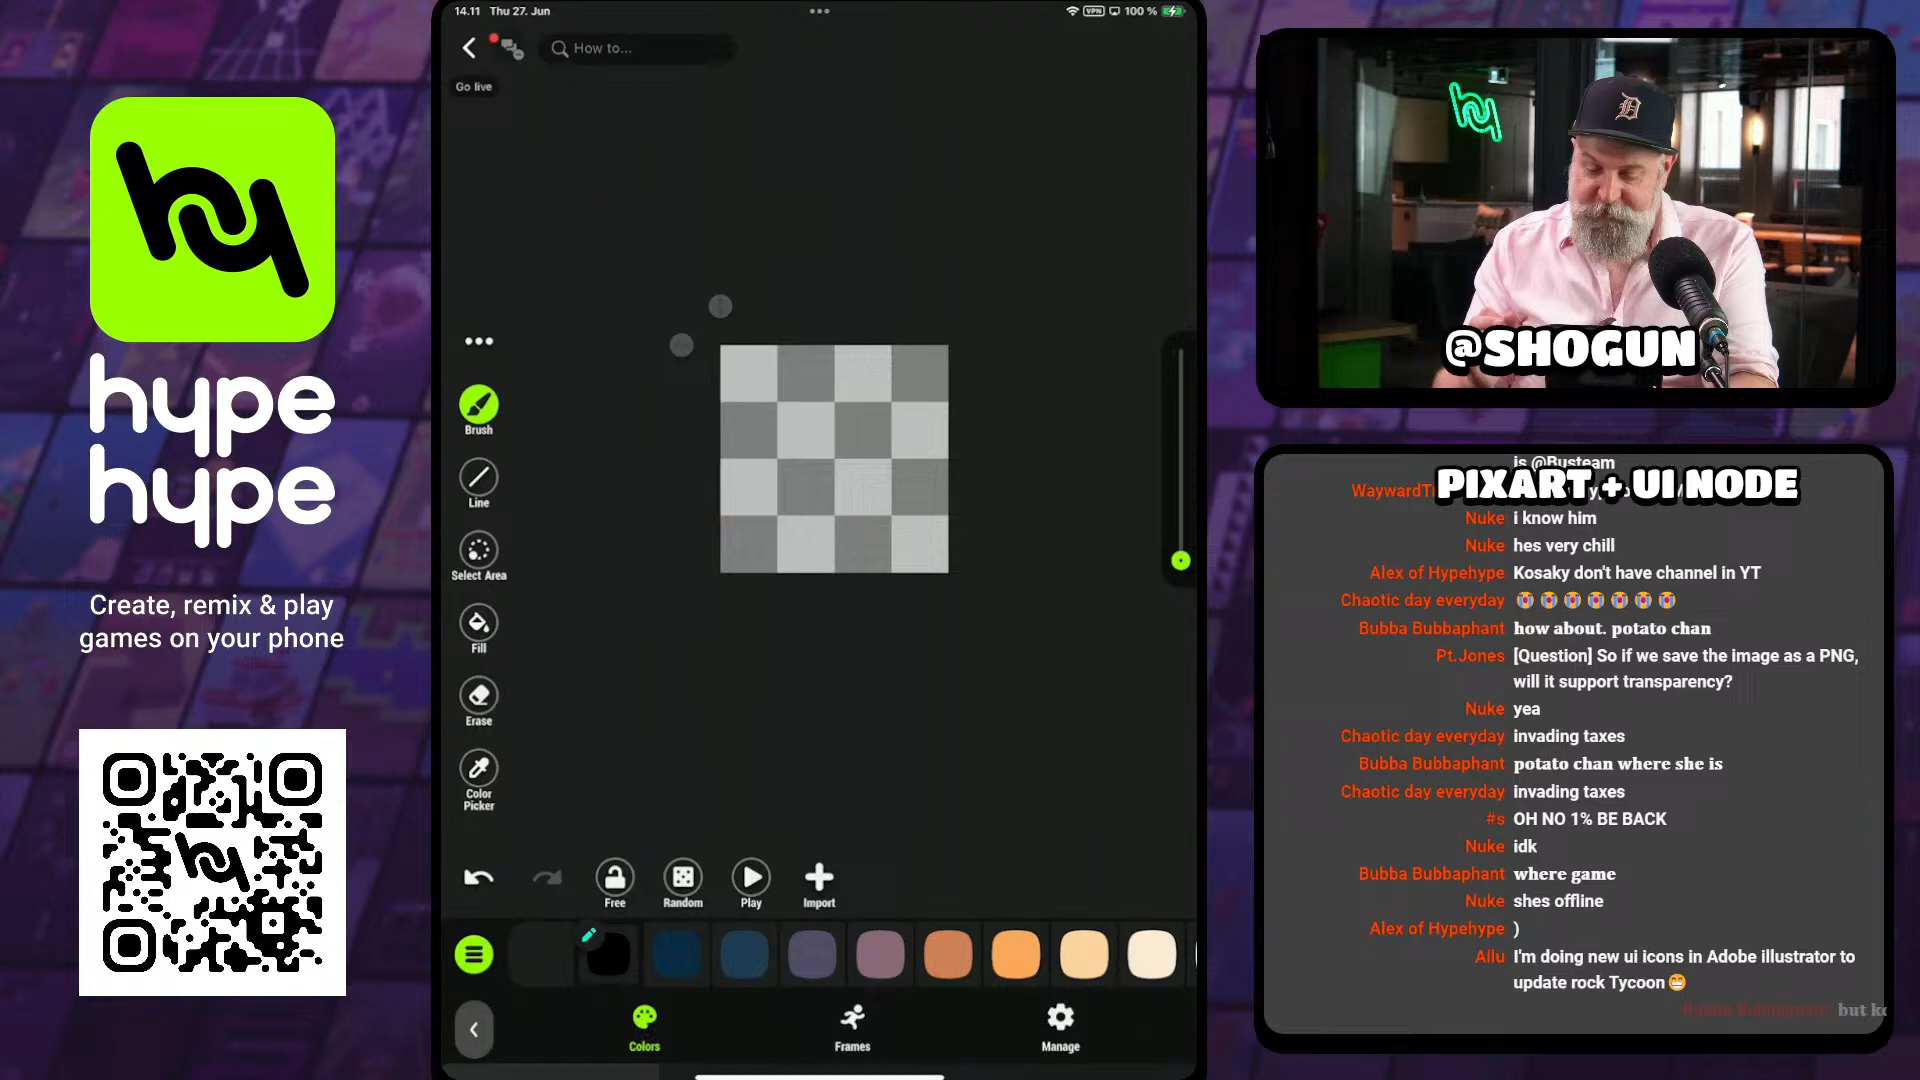 14.11 Thu 27. Jun
VPN 100 %
How to...
Go live
Brush
Line
Select Area
Fill
Erase
Color
Picker
Free
Random
Play
Import
Colors
Frames
Manage
hype
hype
Create, remix & play
games on your phone
@SHOGUN
PIXART + UI NODE
is @Busteam
Nuke i know him
Nuke hes very chill
Alex of Hypehype Kosaky don't have channel in YT
Chaotic day everyday 😭😭😭😭😭😭😭
Bubba Bubbaphant how about. potato chan
Pt.Jones [Question] So if we save the image as a PNG,
will it support transparency?
Nuke yea
Chaotic day everyday invading taxes
Bubba Bubbaphant potato chan where she is
Chaotic day everyday invading taxes
#s OH NO 1% BE BACK
Nuke idk
Bubba Bubbaphant where game
Nuke shes offline
Alex of Hypehype )
Allu I'm doing new ui icons in Adobe illustrator to
update rock Tycoon😁
Bubba Bubbaphant but